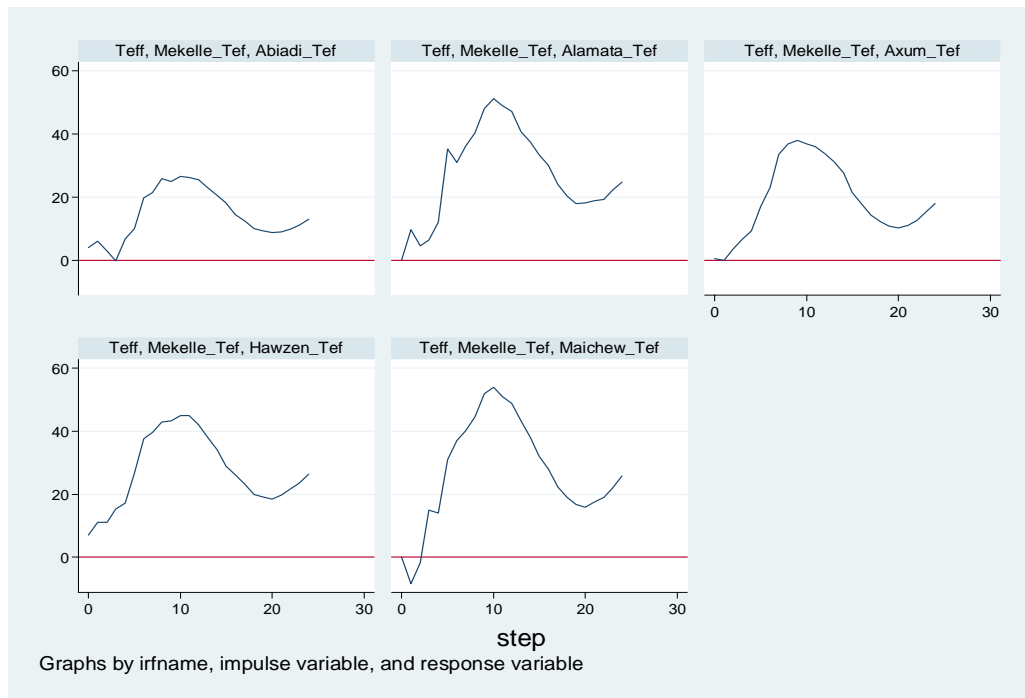 Teff, Mekelle_Tef, Abiadi_Tef
Teff, Mekelle_Tef, Alamata_Tef
Teff, Mekelle_Tef, Axum_Tef
60
40
20
0
0 10 30
Teff, Mekelle_Tef, Hawzen_Tef
Teff, Mekelle_Tef, Maichew_Tef
60
40
20
0
0 10 20 30
0 10 20 30
step
Graphs by irfname, impulse variable, and response variable